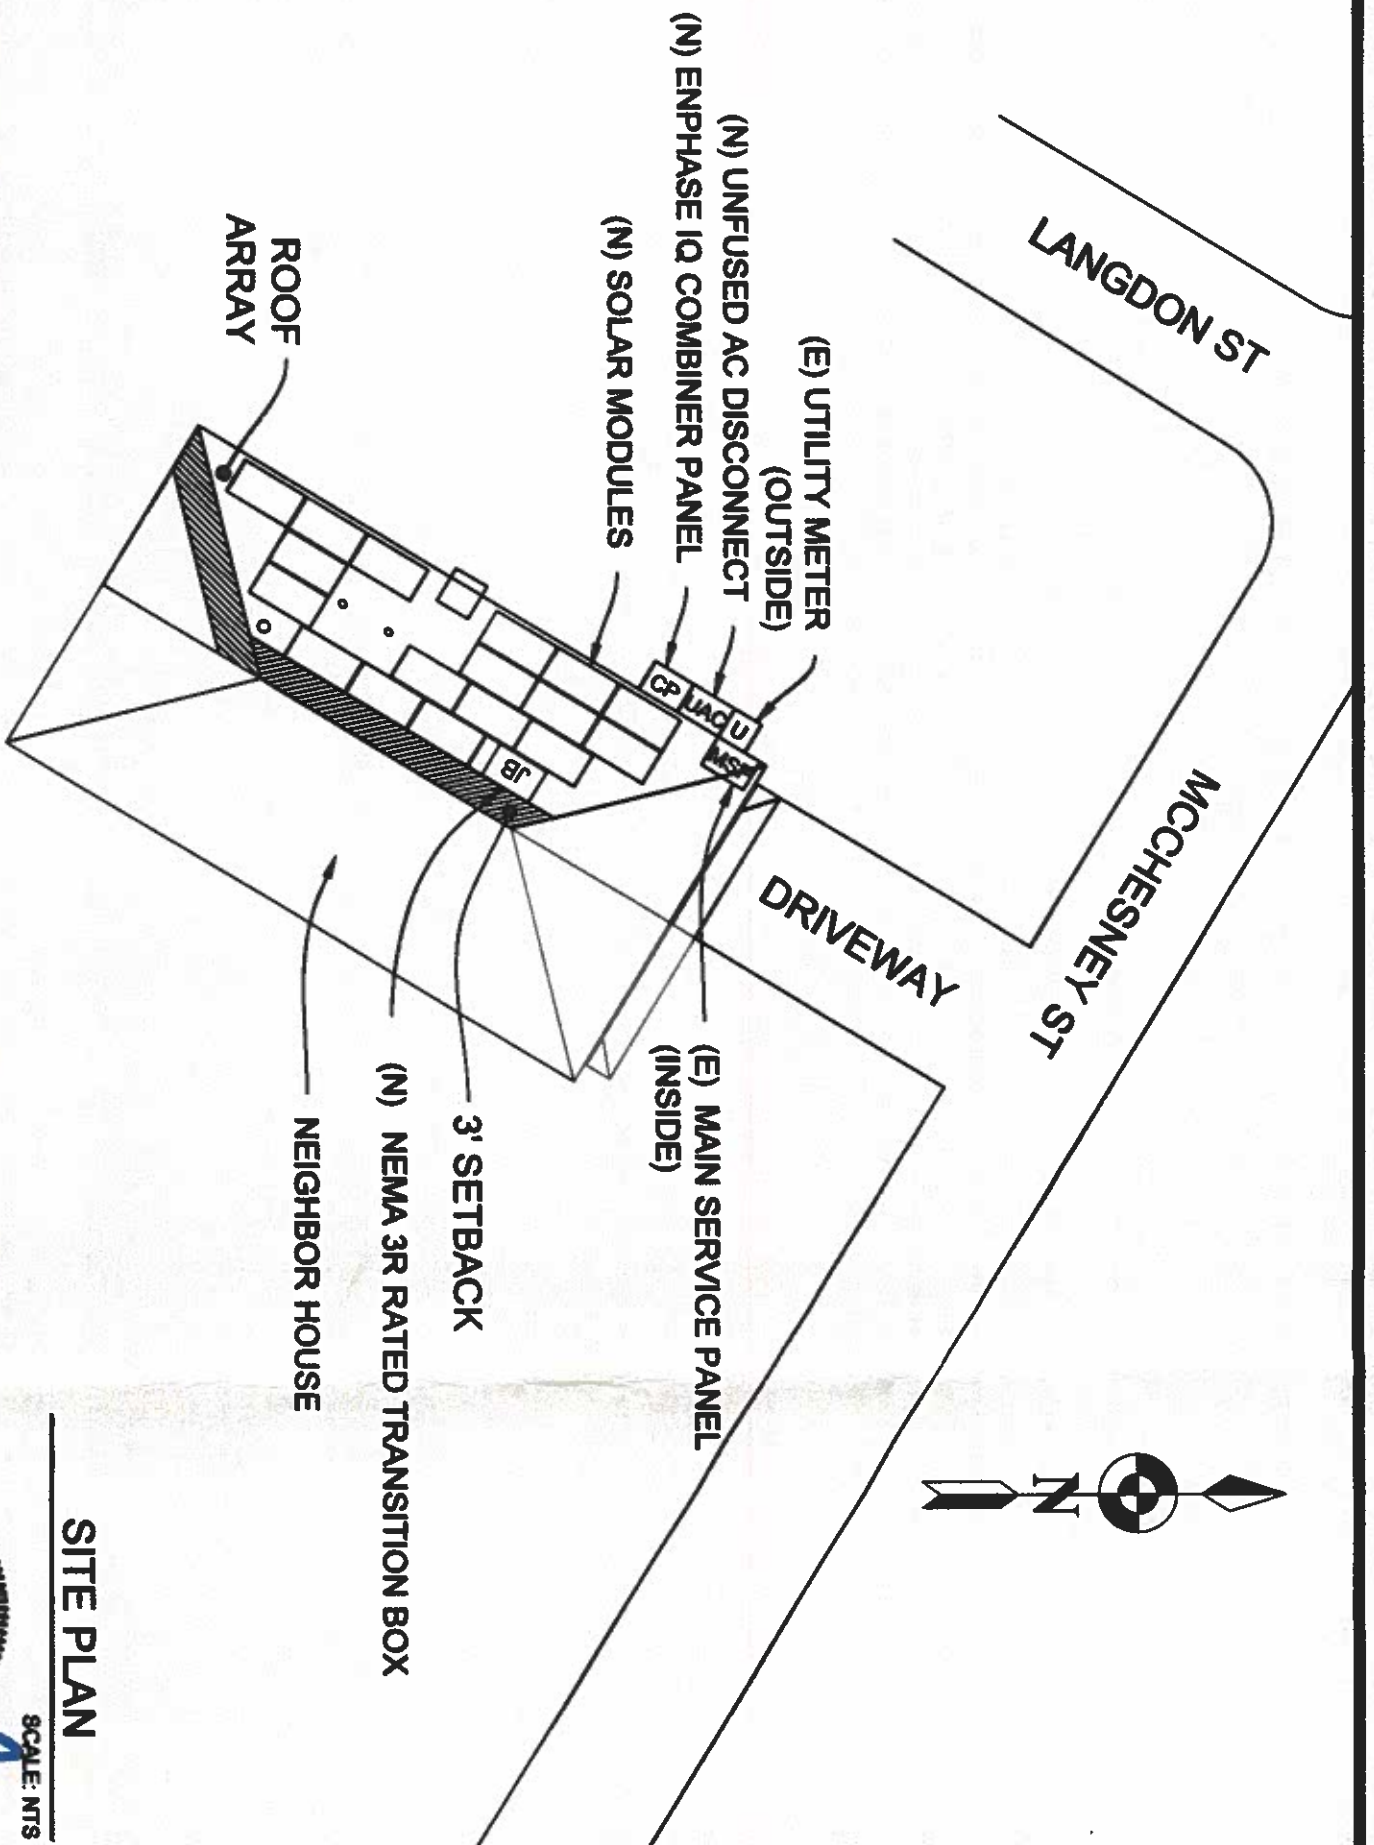 LANGDON ST
MCCHESNEY ST
DRIVEWAY
N
(E) UTILITY METER
(OUTSIDE)
(N) UNFUSED AC DISCONNECT
(N) ENPHASE IQ COMBINER PANEL
(N) SOLAR MODULES
ROOF
ARRAY
CP
UAC
U
MSP
JB
(E) MAIN SERVICE PANEL
(INSIDE)
3' SETBACK
(N) NEMA 3R RATED TRANSITION BOX
NEIGHBOR HOUSE
SITE PLAN
SCALE: NTS